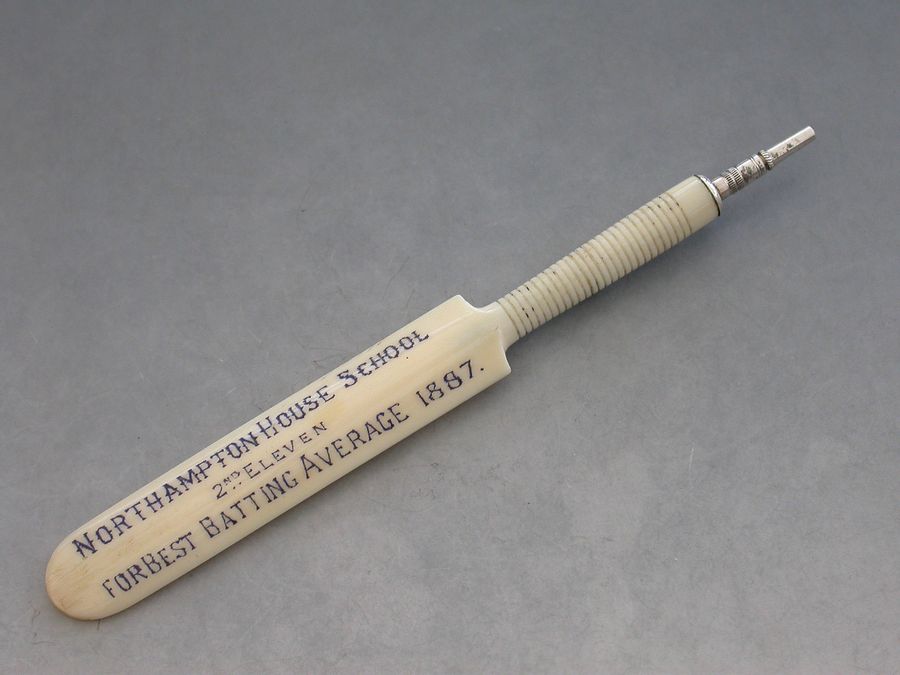 NORTHAMPTON HOUSE SCHOOL
2ND ELEVEN
FOR BEST BATTING AVERAGE 1887.